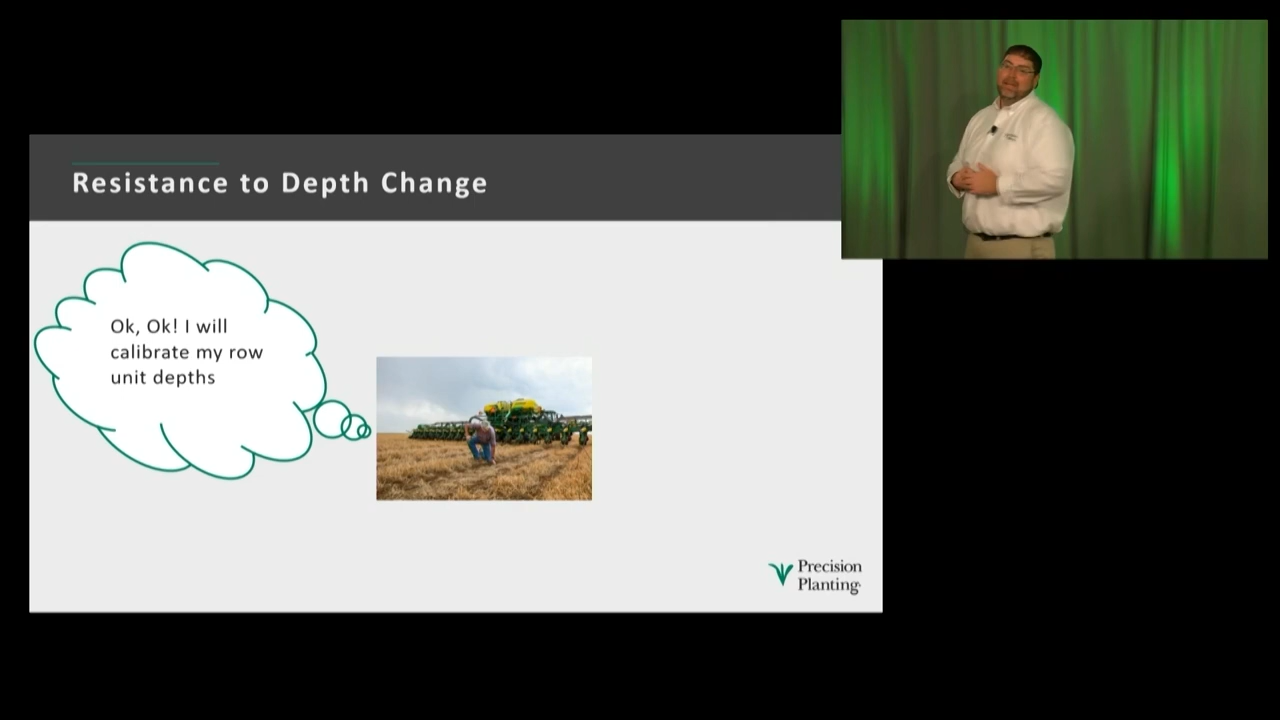 Resistance to Depth Change
Ok, Ok! I will
calibrate my row
unit depths
Precision
Planting